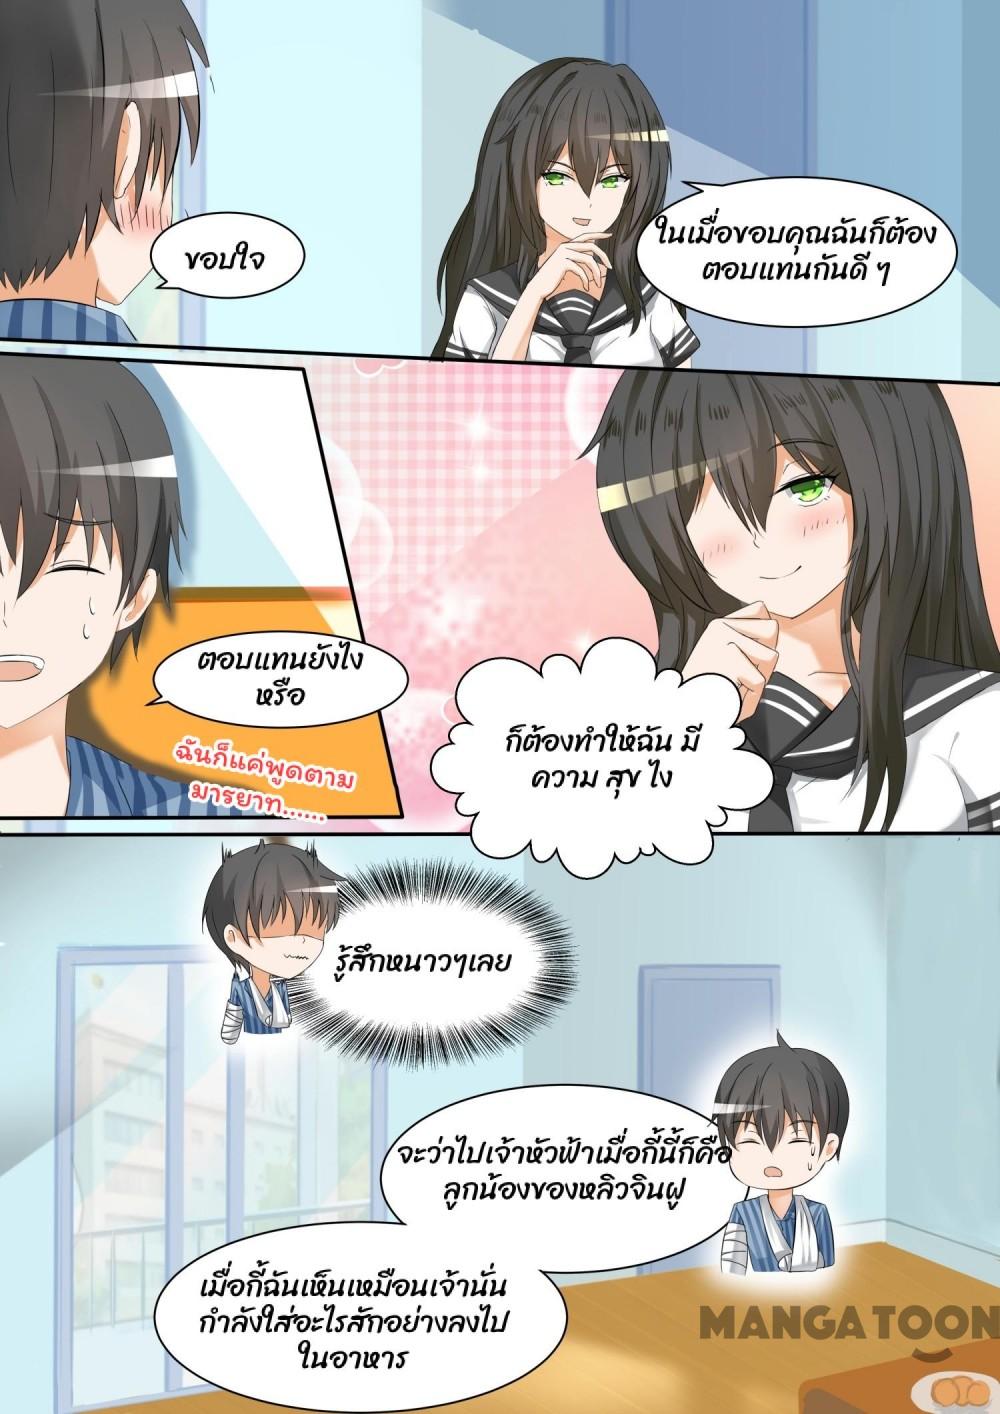 ขอบใจ
ในเมื่อขอบคุณฉันก็ต้อง
ตอบแทนกันดี ๆ
ตอบแทนยังไง
หรือ
ฉันก็แค่พูดตาม
มารยาท......
ก็ต้องทำให้ฉัน มี
ความ สุข ไง
รู้สึกหนาวๆเลย
จะว่าไปเจ้าหัวฟ้าเมื่อกี้นี้ก็คือ
ลูกน้องของหลิวจินฝู
เมื่อกี้ฉันเห็นเหมือนเจ้านั่น
กำลังใส่อะไรสักอย่างลงไป
ในอาหาร
MANGATOON